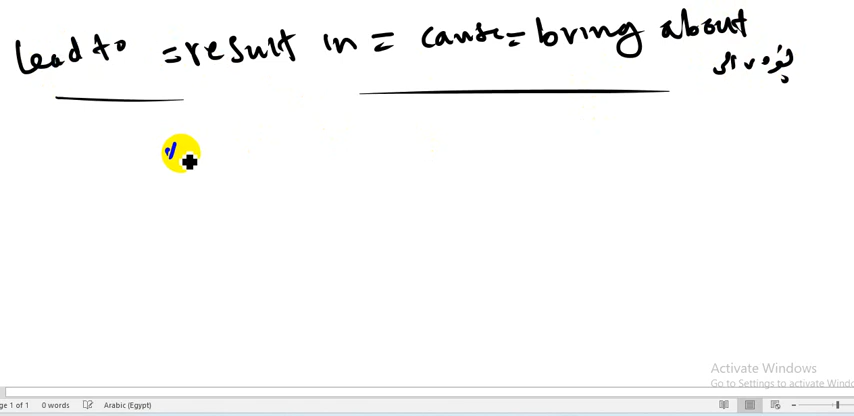 Lead to = result in = cause = bring about
يؤدي الى
Activate Windows
Go to Settings to activate Windo
ge 1 of 1 0 words Arabic (Egypt)